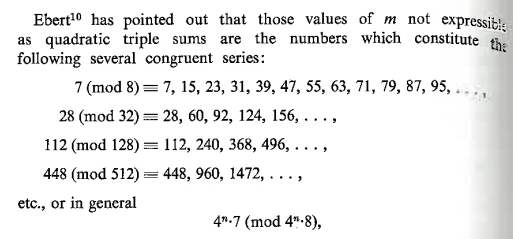 Ebert¹⁰ has pointed out that those values of m not expressible
as quadratic triple sums are the numbers which constitute the
following several congruent series:
7 (mod 8) ≡ 7, 15, 23, 31, 39, 47, 55, 63, 71, 79, 87, 95, . . . ,
28 (mod 32) ≡ 28, 60, 92, 124, 156, . . . ,
112 (mod 128) ≡ 112, 240, 368, 496, . . . ,
448 (mod 512) ≡ 448, 960, 1472, . . . ,
etc., or in general
4ⁿ·7 (mod 4ⁿ·8),